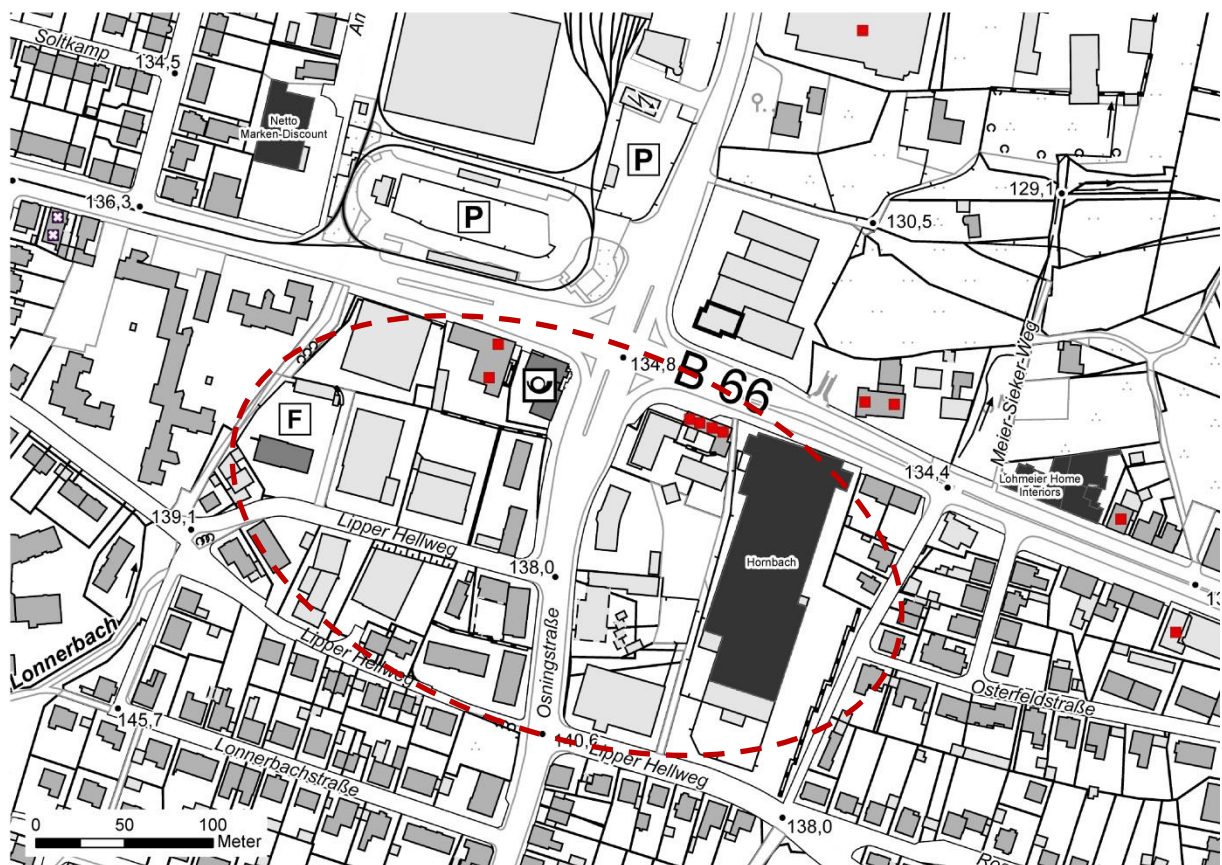 Soltkamp
134,5
An
Netto
Marken-Discount
P
136,3
P
129,1
130,5
134,8
B 66
Meier-Sieker-Weg
F
134,4
Lohmeier Home
Interiors
139,1
Lipper Hellweg
138,0
Hornbach
Lonnerbach
Lipper Hellweg
Osningstraße
Osterfeldstraße
145,7
140,6
Lipper Hellweg
Lonnerbachstraße
138,0
0 50 100
Meter